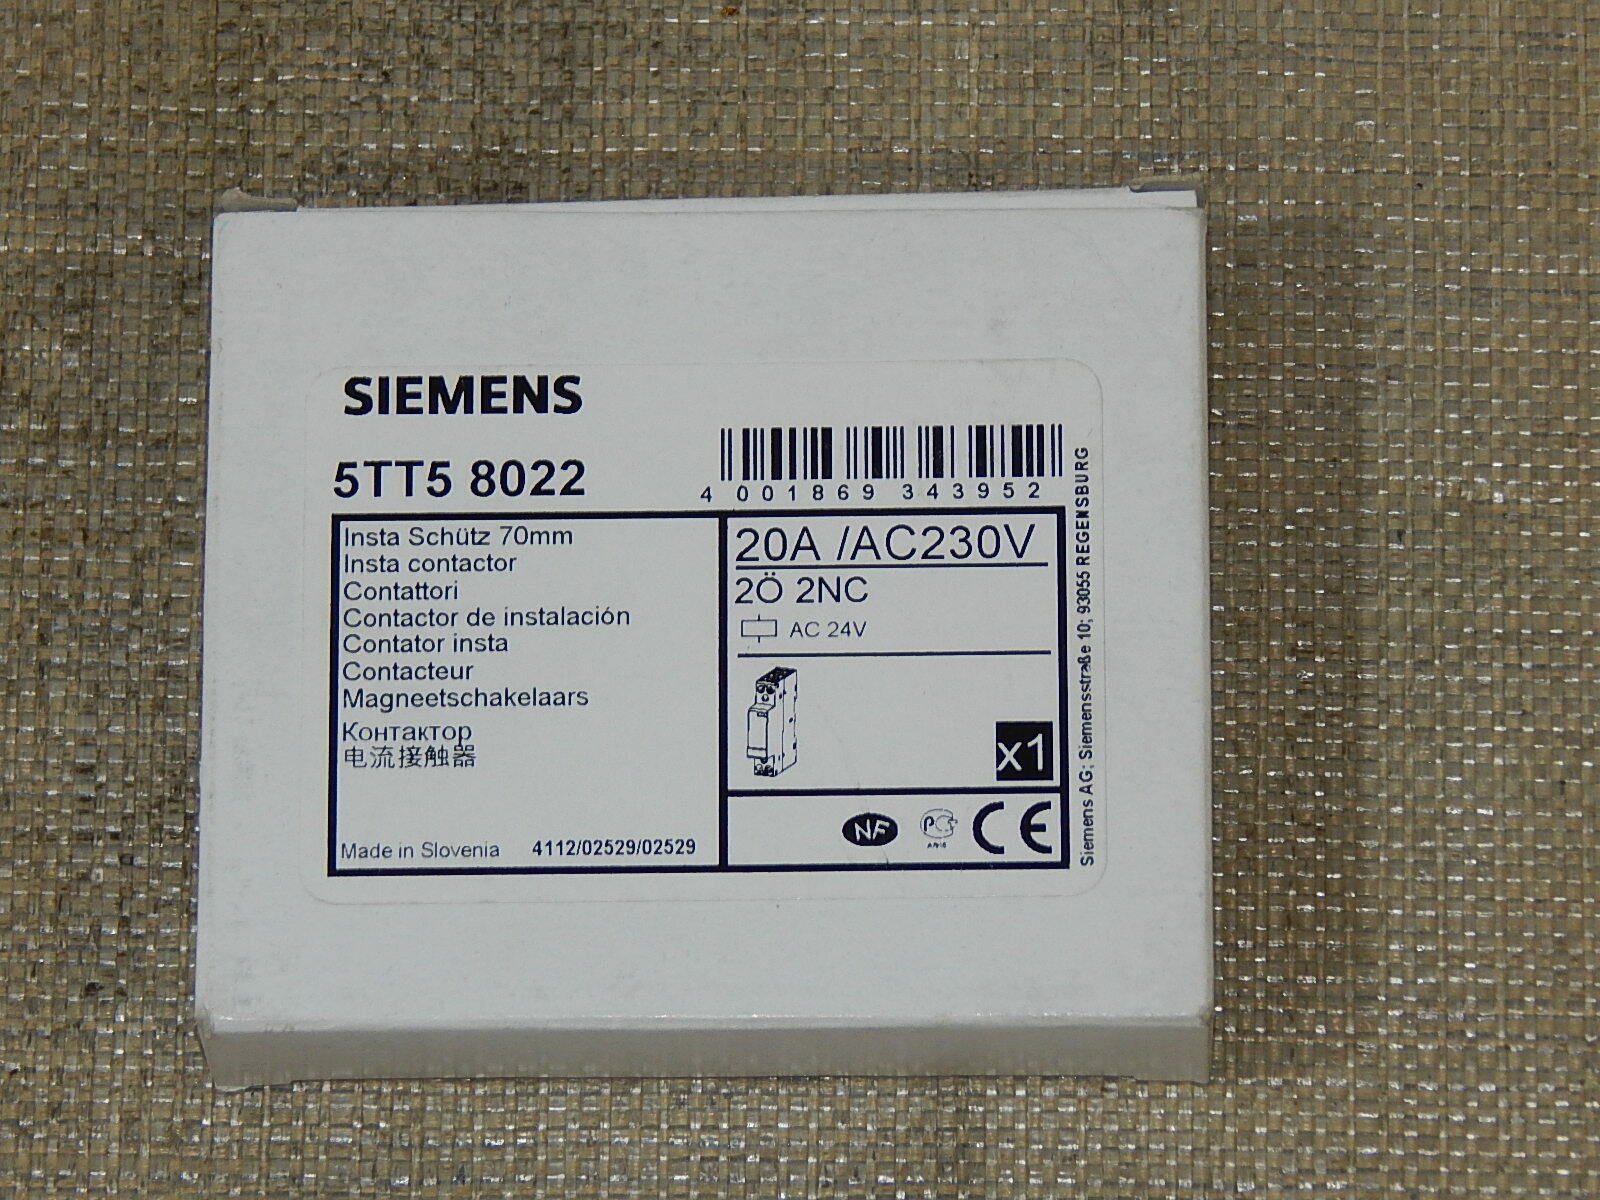 SIEMENS
5TT5 8022
4 001869 343952
Insta Schütz 70mm
Insta contactor
Contattori
Contactor de instalación
Contator insta
Contacteur
Magneetschakelaars
Контактор
电流接触器
Made in Slovenia 4112/02529/02529
20A /AC230V
2Ö 2NC
AC 24V
x1
NF
CE
Siemens AG; Siemensstraße 10; 93055 REGENSBURG